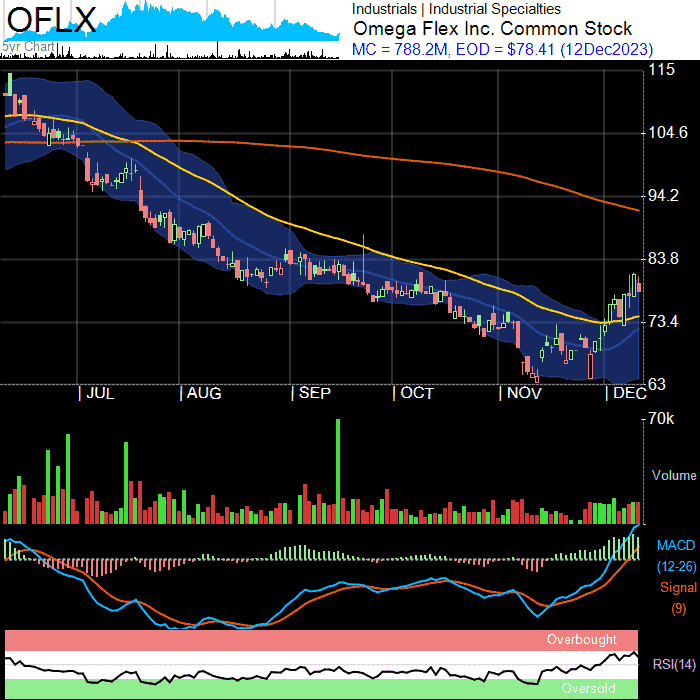 OFLX
5yr Chart
Industrials | Industrial Specialties
Omega Flex Inc. Common Stock
MC = 788.2M, EOD = $78.41 (12Dec2023)
115
104.6
94.2
83.8
73.4
63
JUL
AUG
SEP
OCT
NOV
DEC
70k
Volume
MACD
(12-26)
Signal
(9)
Overbought
RSI(14)
Oversold